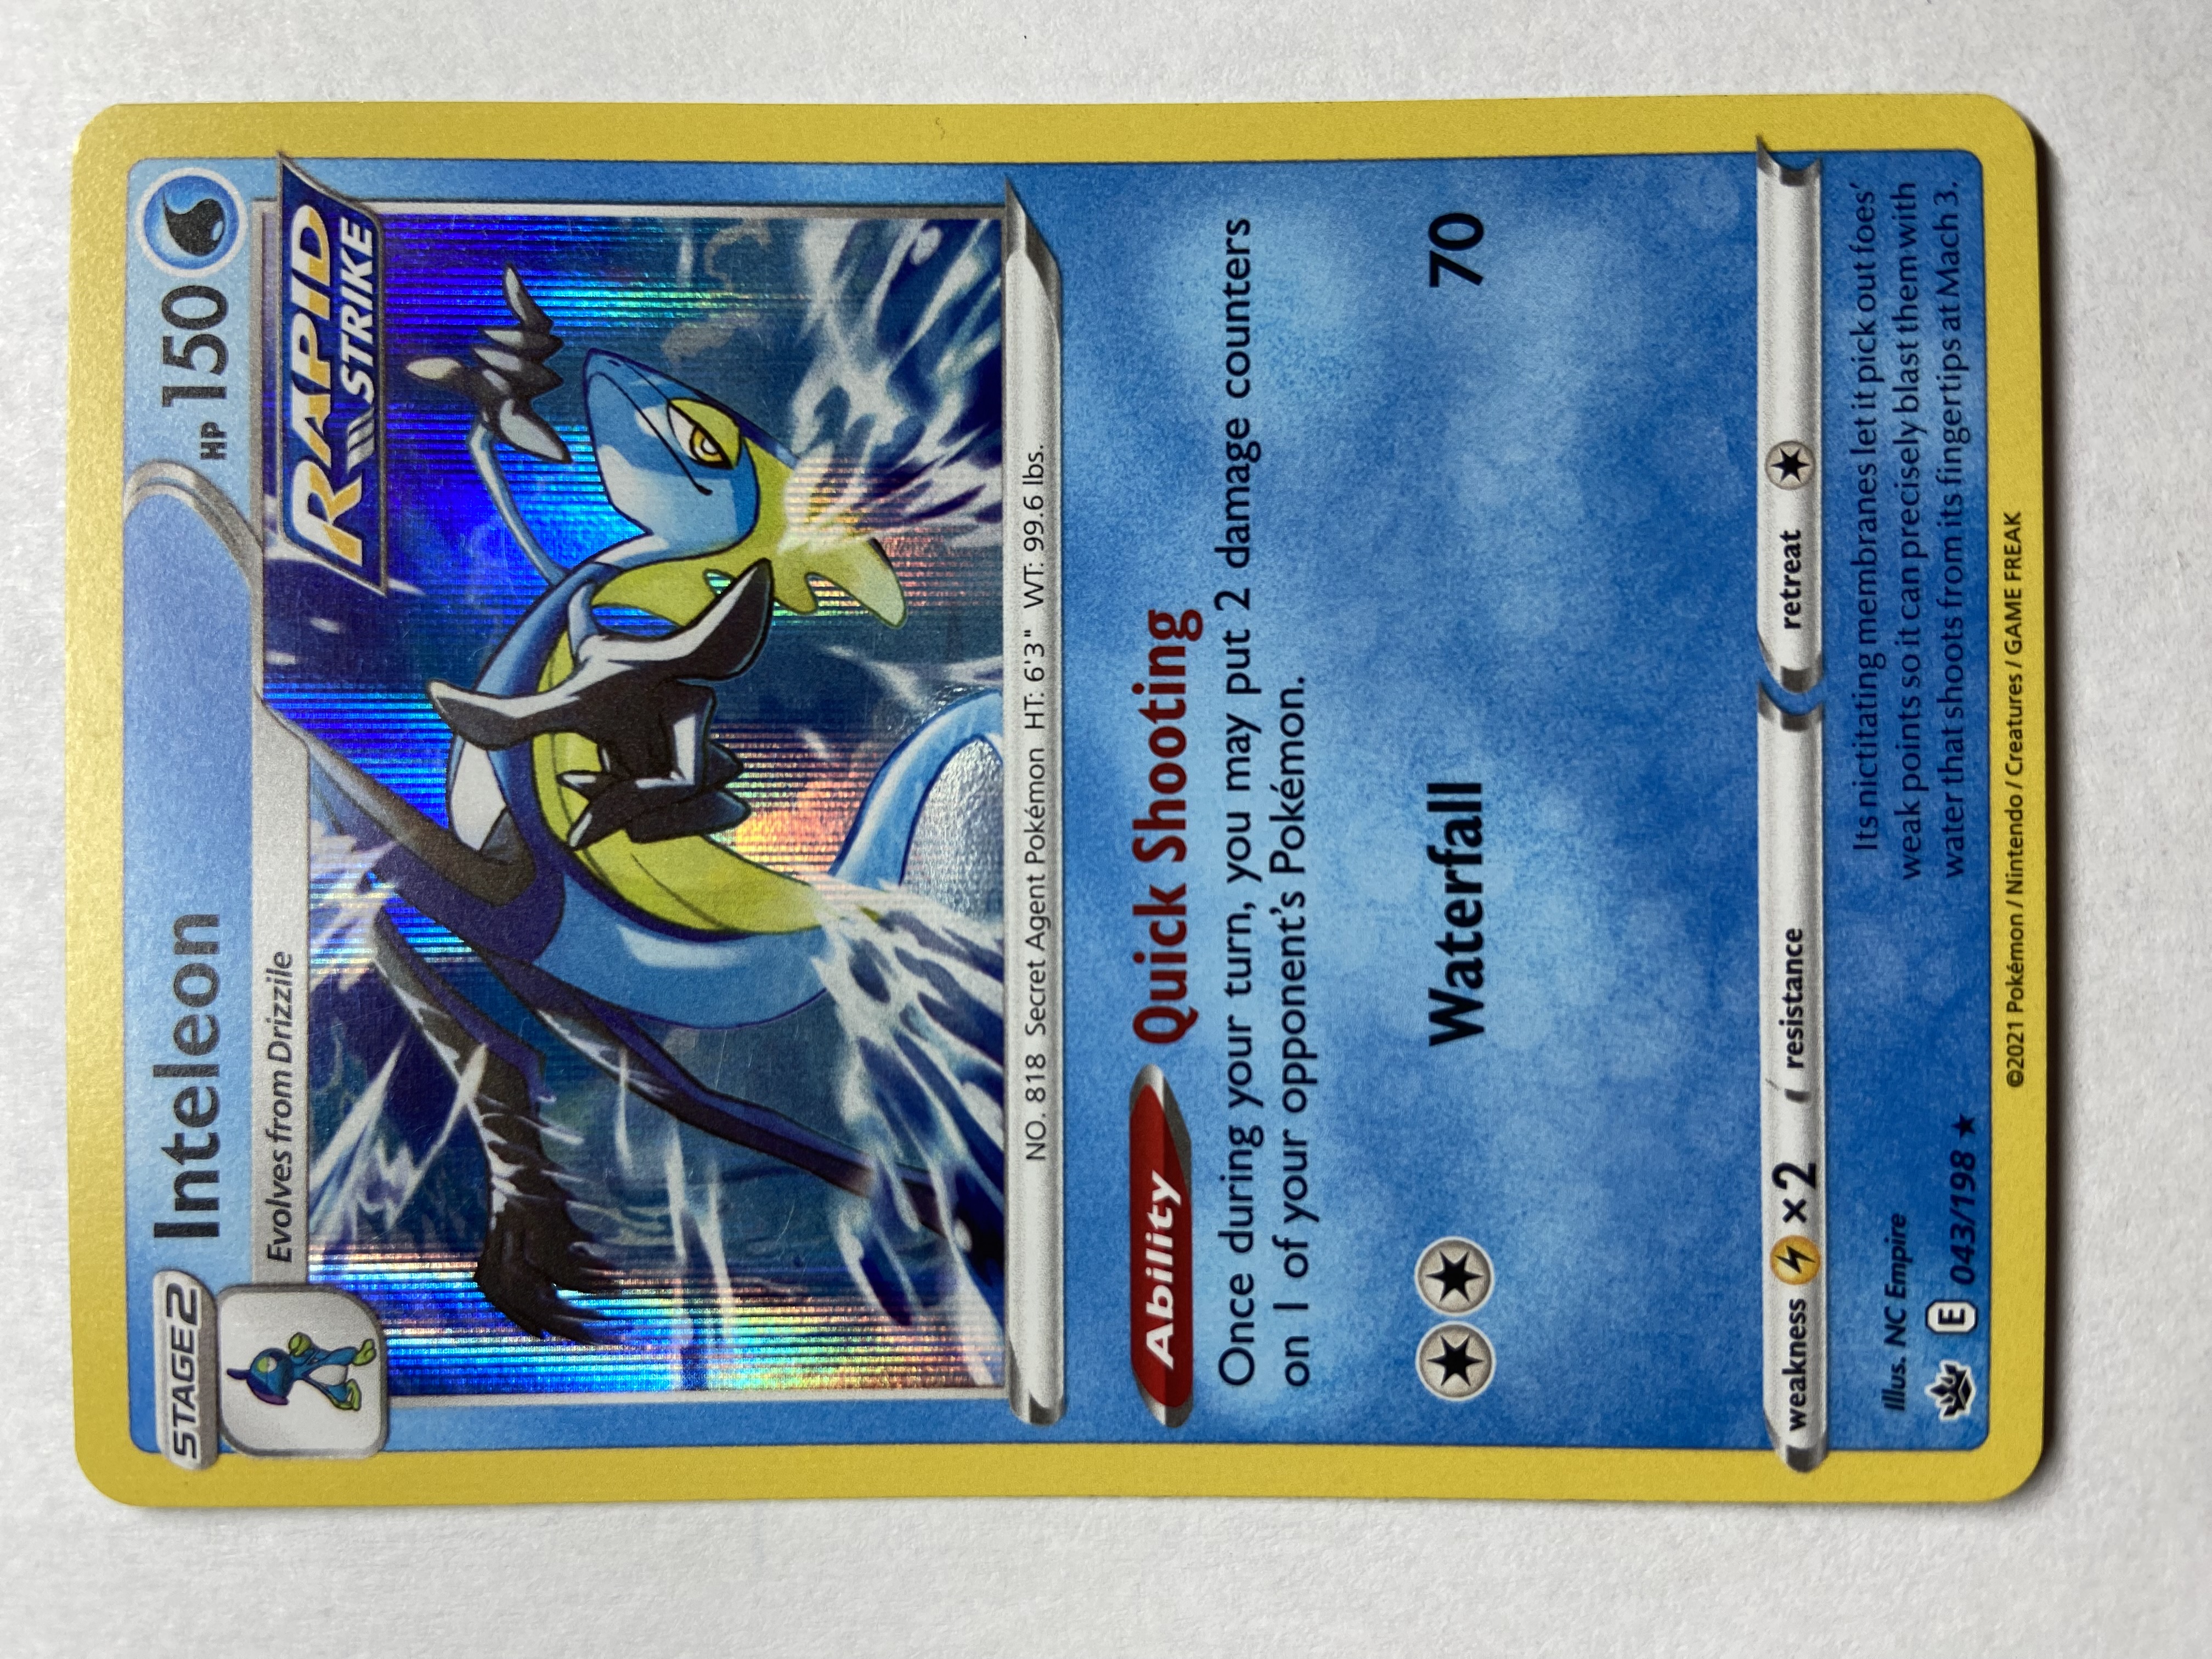 STAGE 2
Inteleon
HP 150
Evolves from Drizzile
RAPID
STRIKE
NO. 818 Secret Agent Pokémon HT: 6'3" WT: 99.6 lbs.
Ability Quick Shooting
Once during your turn, you may put 2 damage counters
on 1 of your opponent's Pokémon.
Waterfall 70
weakness ×2 resistance retreat
Illus. NC Empire
Its nictitating membranes let it pick out foes'
weak points so it can precisely blast them with
water that shoots from its fingertips at Mach 3.
E 043/198 ★
©2021 Pokémon / Nintendo / Creatures / GAME FREAK